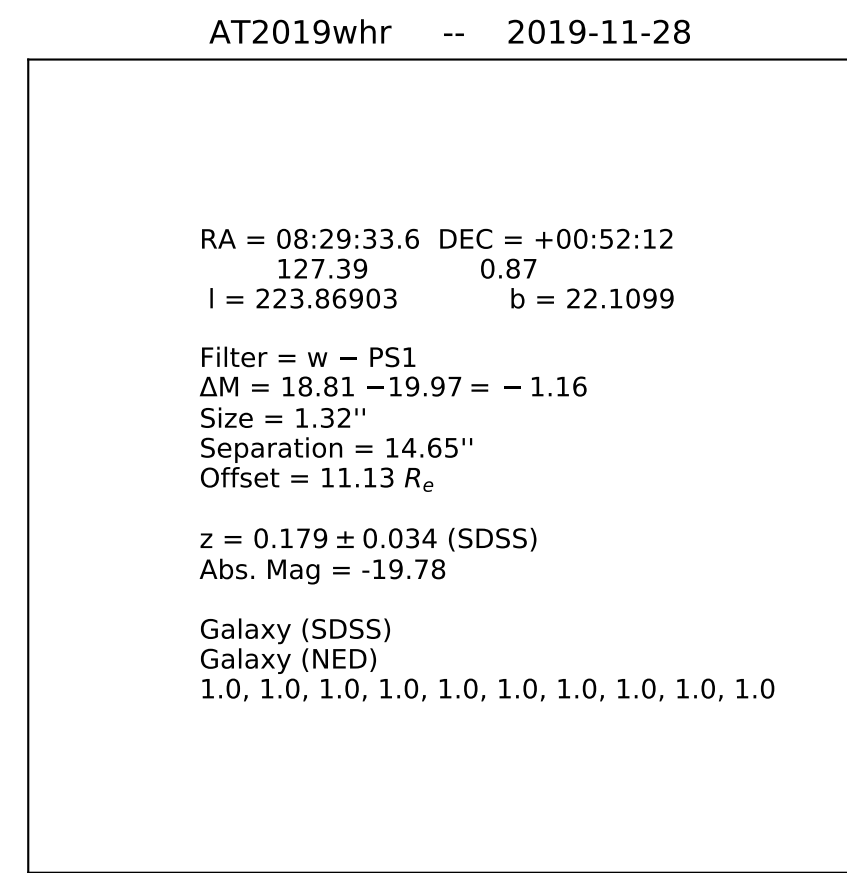 AT2019whr -- 2019-11-28
RA = 08:29:33.6 DEC = +00:52:12
127.39 0.87
l = 223.86903 b = 22.1099
Filter = w − PS1
ΔM = 18.81 −19.97 = − 1.16
Size = 1.32''
Separation = 14.65''
Offset = 11.13 Rₑ
z = 0.179 ± 0.034 (SDSS)
Abs. Mag = -19.78
Galaxy (SDSS)
Galaxy (NED)
1.0, 1.0, 1.0, 1.0, 1.0, 1.0, 1.0, 1.0, 1.0, 1.0